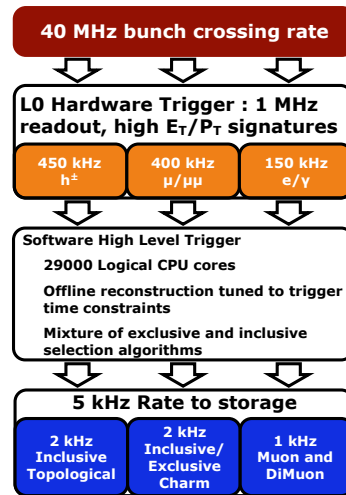 40 MHz bunch crossing rate
L0 Hardware Trigger : 1 MHz
readout, high E_T/P_T signatures
450 kHz
h±
400 kHz
μ/μμ
150 kHz
e/γ
Software High Level Trigger
29000 Logical CPU cores
Offline reconstruction tuned to trigger
time constraints
Mixture of exclusive and inclusive
selection algorithms
5 kHz Rate to storage
2 kHz
Inclusive
Topological
2 kHz
Inclusive/
Exclusive
Charm
1 kHz
Muon and
DiMuon